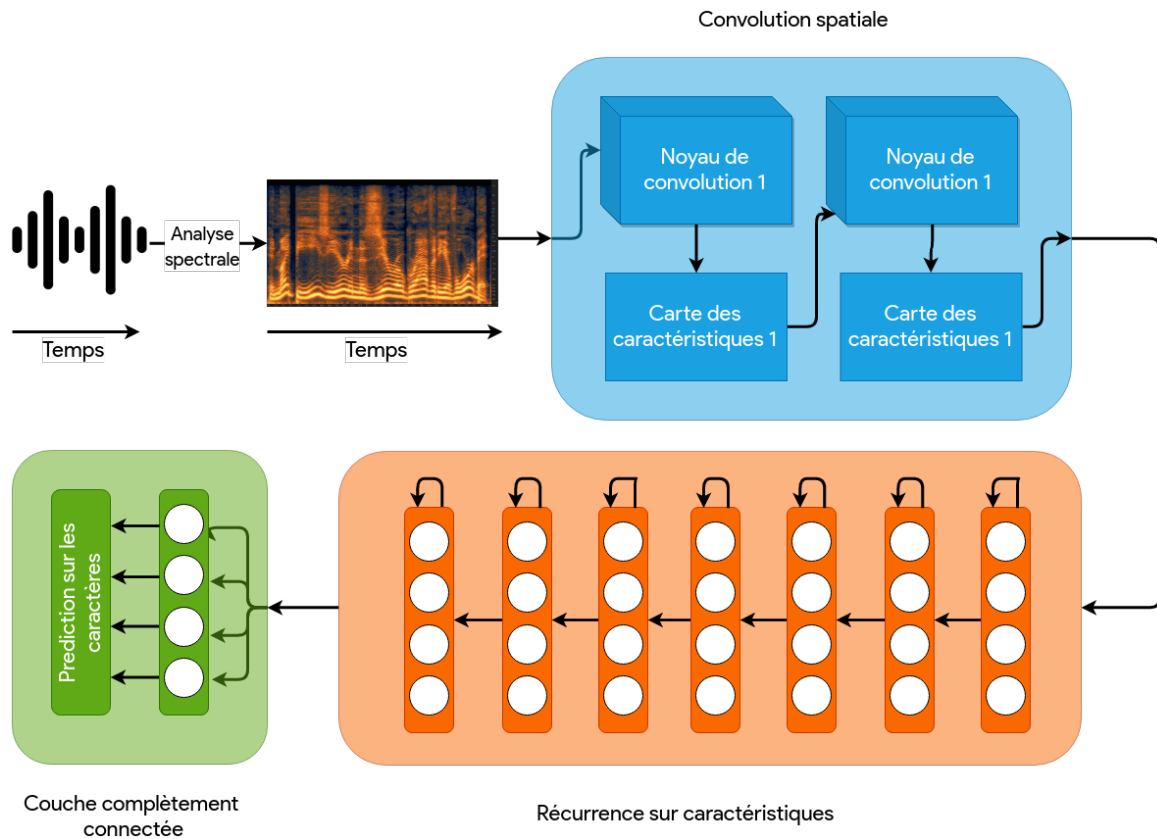 Convolution spatiale
Noyau de
convolution 1
Noyau de
convolution 1
Analyse
spectrale
Carte des
caractéristiques 1
Carte des
caractéristiques 1
Temps
Temps
Prediction sur les
caractères
Couche complètement
connectée
Récurrence sur caractéristiques